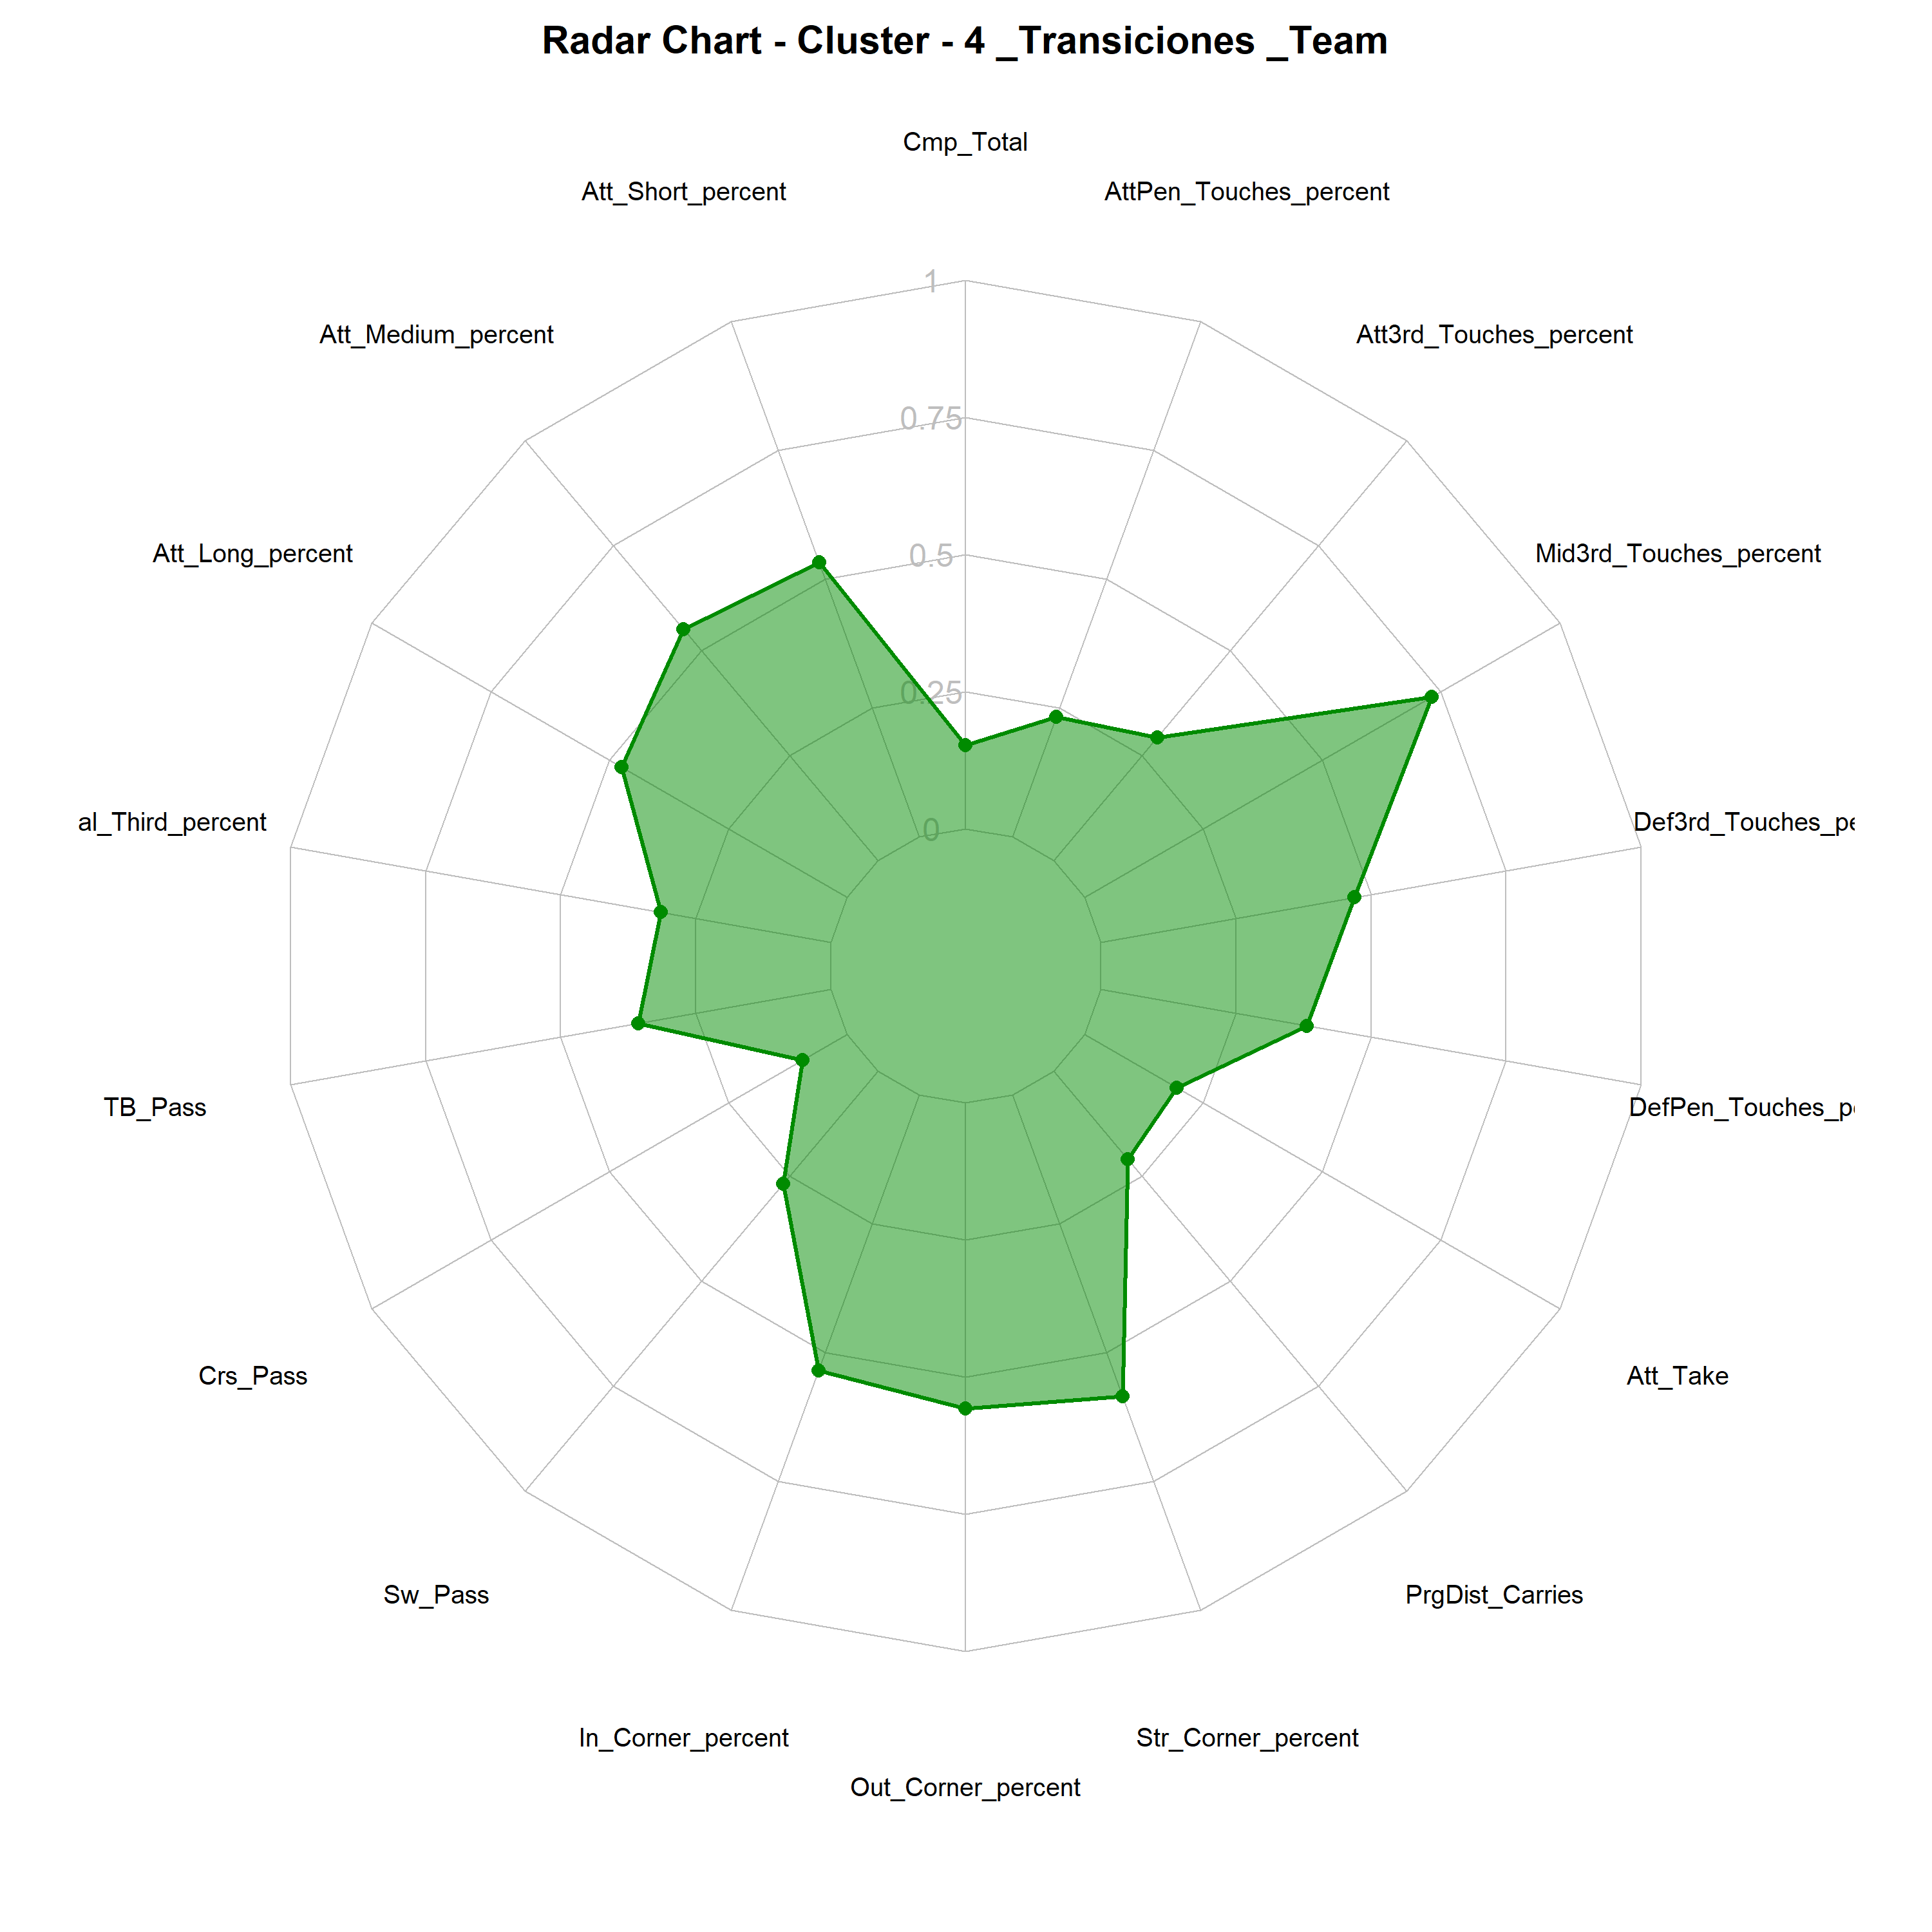 Radar Chart - Cluster - 4 _Transiciones _Team
Cmp_Total
Att_Short_percent
AttPen_Touches_percent
Att_Medium_percent
Att3rd_Touches_percent
Att_Long_percent
Mid3rd_Touches_percent
al_Third_percent
Def3rd_Touches_pe
TB_Pass
DefPen_Touches_p
Crs_Pass
Att_Take
Sw_Pass
PrgDist_Carries
In_Corner_percent
Str_Corner_percent
Out_Corner_percent
1
0.75
0.5
0.25
0